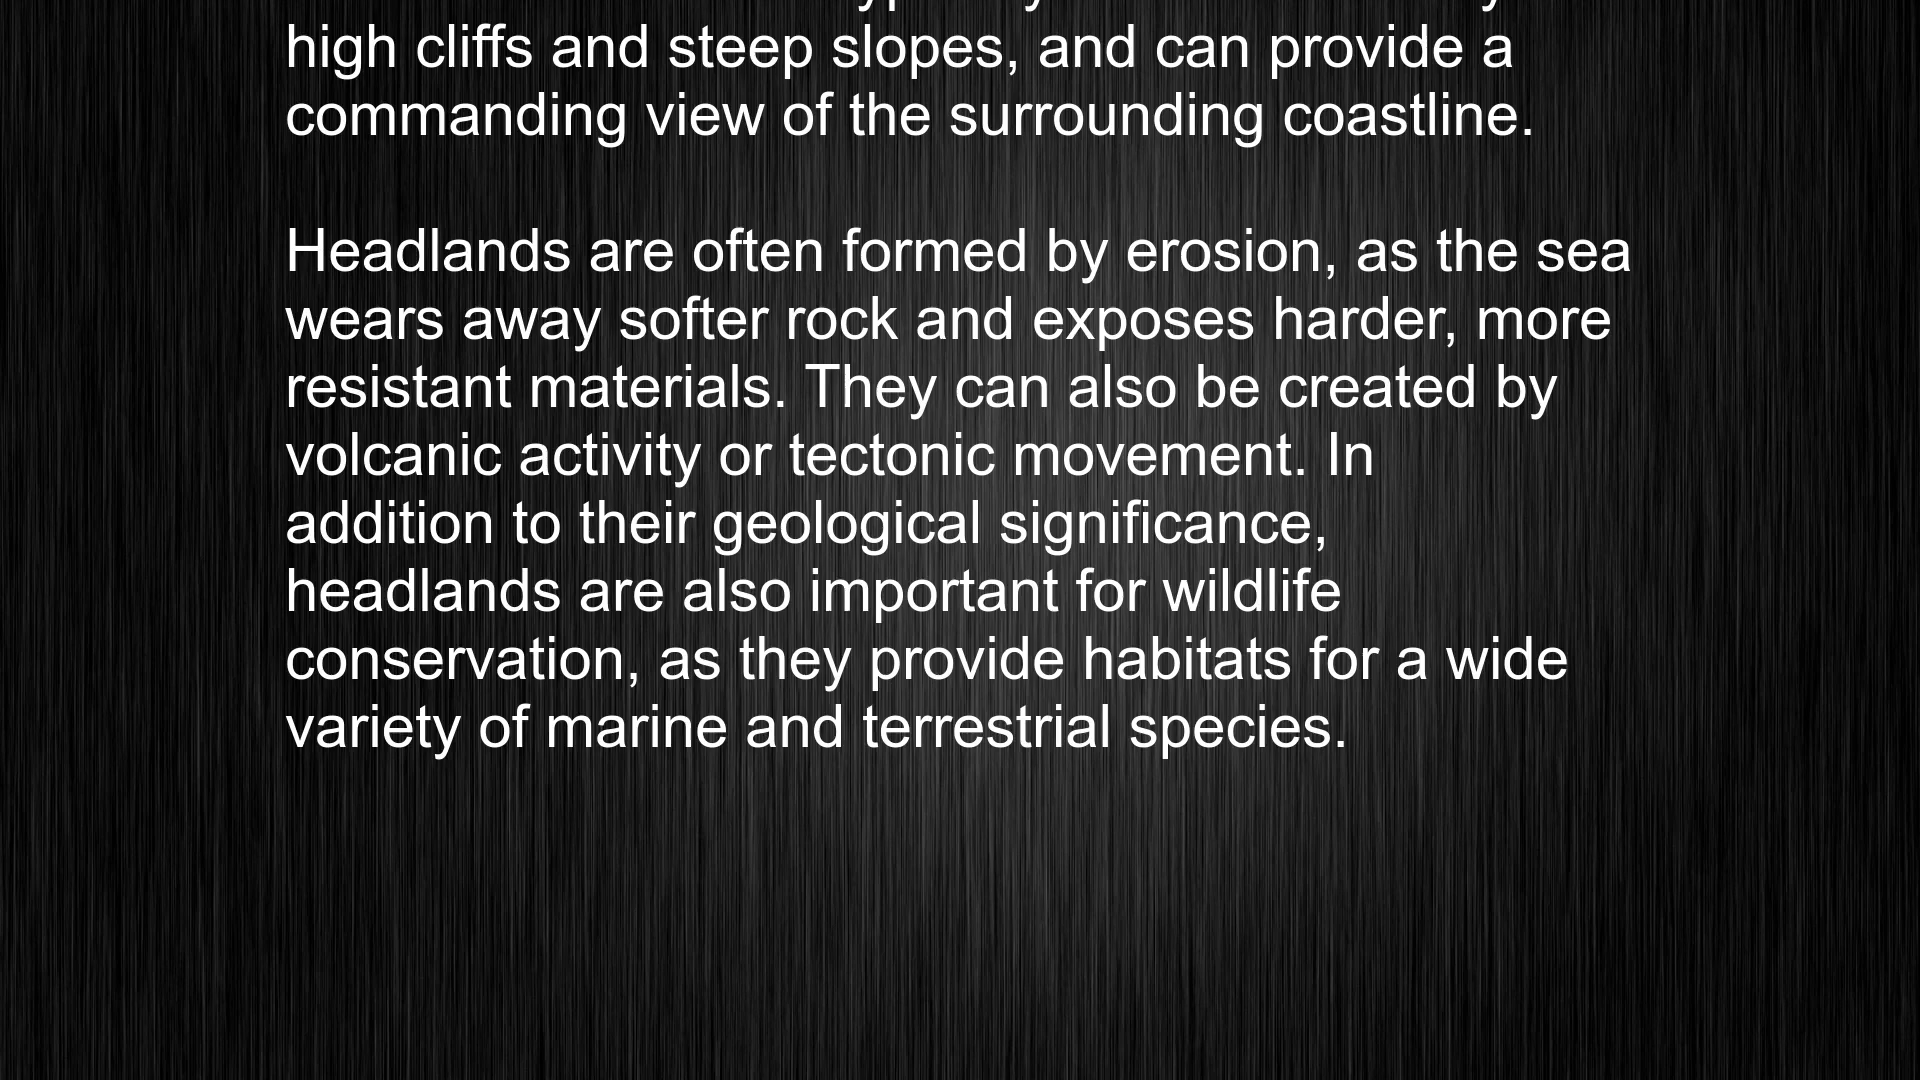 high cliffs and steep slopes, and can provide a
commanding view of the surrounding coastline.
Headlands are often formed by erosion, as the sea
wears away softer rock and exposes harder, more
resistant materials. They can also be created by
volcanic activity or tectonic movement. In
addition to their geological significance,
headlands are also important for wildlife
conservation, as they provide habitats for a wide
variety of marine and terrestrial species.